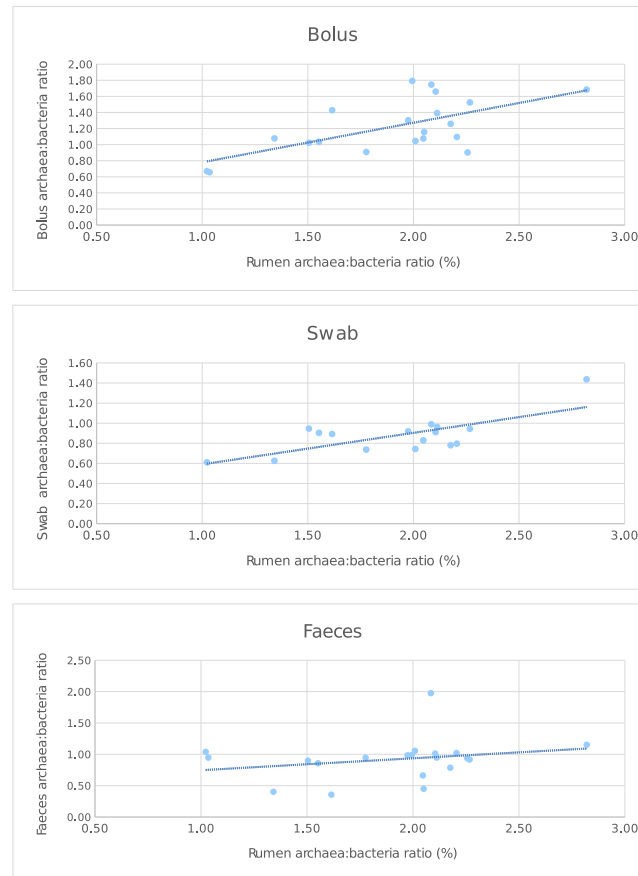 Bolus
Bolus archaea:bacteria ratio
2.00
1.80
1.60
1.40
1.20
1.00
0.80
0.60
0.40
0.20
0.00
0.50 1.00 1.50 2.00 2.50 3.00
Rumen archaea:bacteria ratio (%)
Swab
Swab archaea:bacteria ratio
1.60
1.40
1.20
1.00
0.80
0.60
0.40
0.20
0.00
0.50 1.00 1.50 2.00 2.50 3.00
Rumen archaea:bacteria ratio (%)
Faeces
Faeces archaea:bacteria ratio
2.50
2.00
1.50
1.00
0.50
0.00
0.50 1.00 1.50 2.00 2.50 3.00
Rumen archaea:bacteria ratio (%)